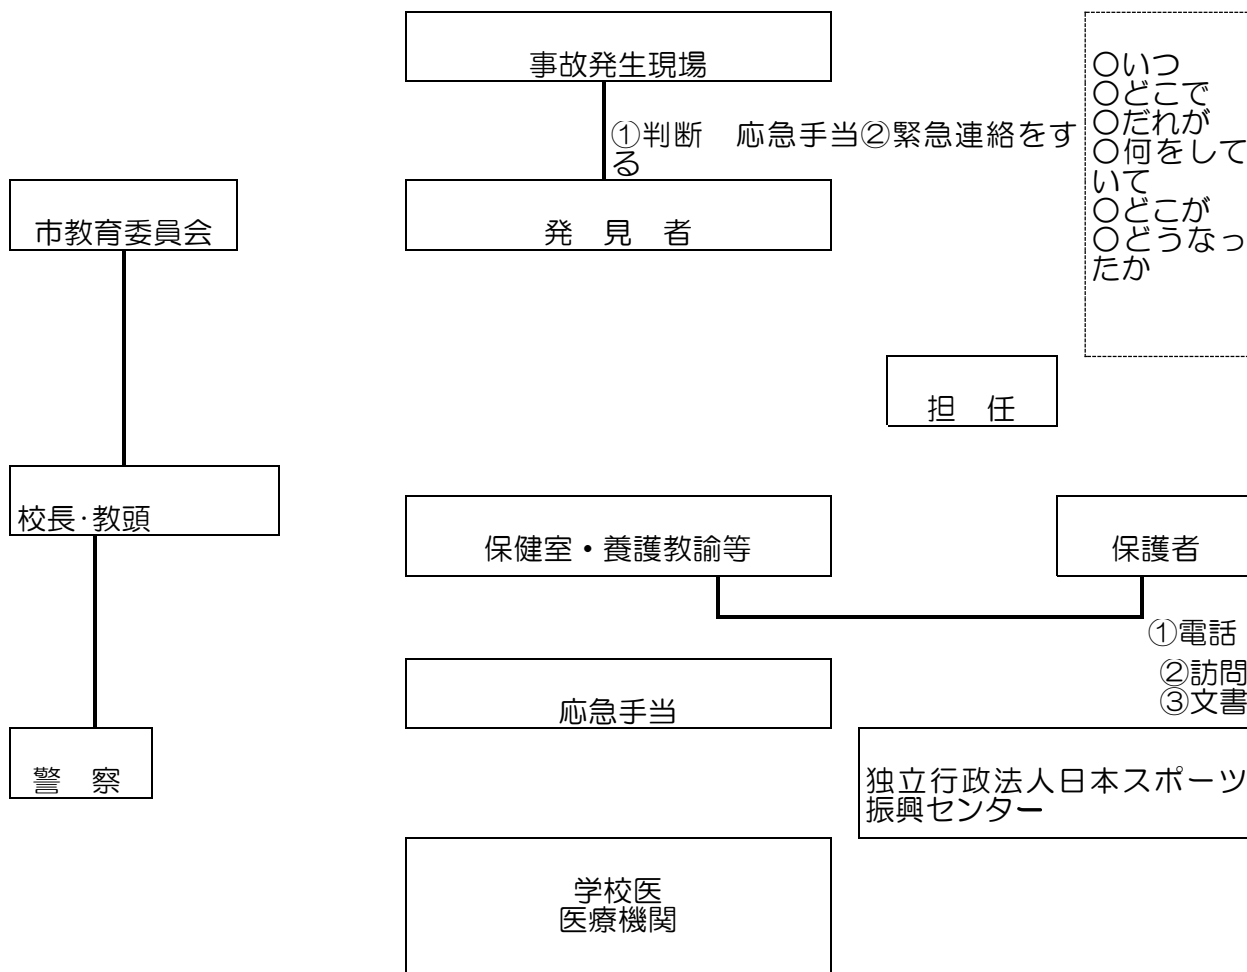 事故発生現場
○いつ
○どこで
○だれが
○何をして
いて
○どこが
○どうなっ
たか
①判断　応急手当②緊急連絡をす
る
市教育委員会
発　見　者
担　任
校長・教頭
保健室・養護教諭等
保護者
①電話
②訪問
③文書
応急手当
警　察
独立行政法人日本スポーツ
振興センター
学校医
医療機関